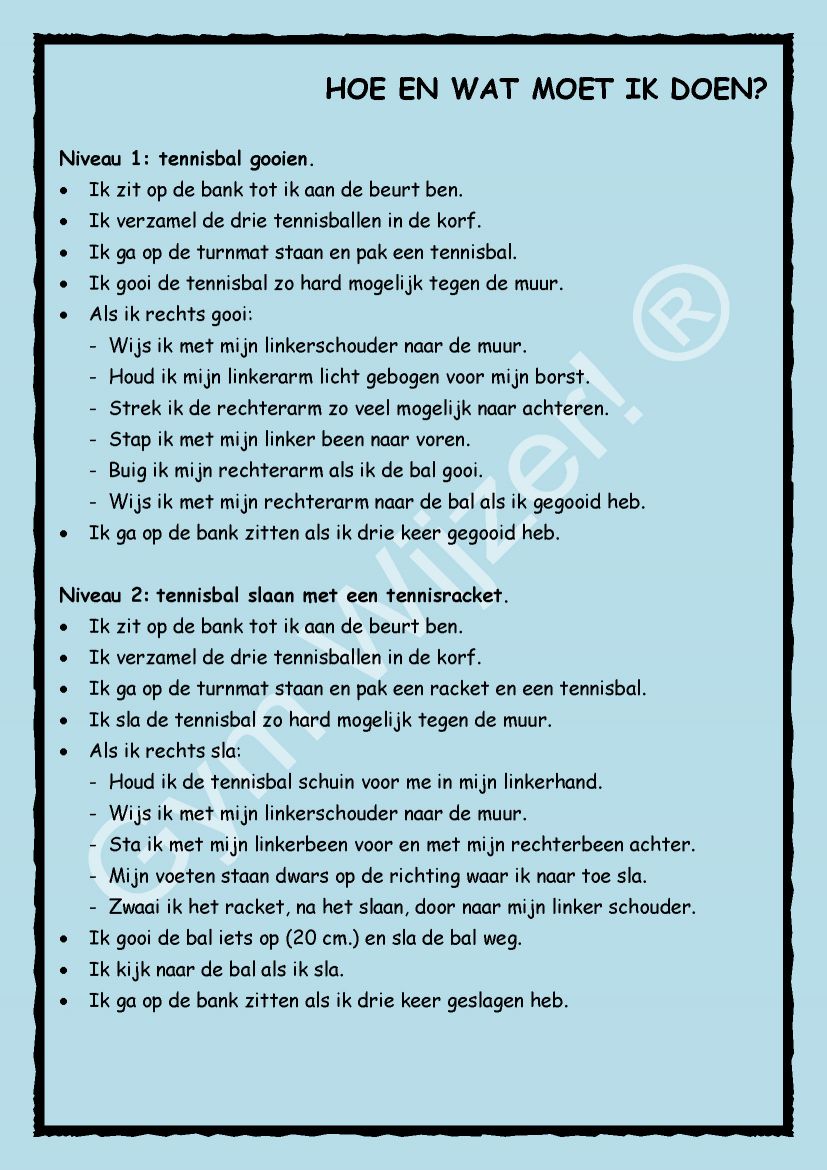 HOE EN WAT MOET IK DOEN?
Niveau 1: tennisbal gooien.
• Ik zit op de bank tot ik aan de beurt ben.
• Ik verzamel de drie tennisballen in de korf.
• Ik ga op de turnmat staan en pak een tennisbal.
• Ik gooi de tennisbal zo hard mogelijk tegen de muur.
• Als ik rechts gooi:
- Wijs ik met mijn linkerschouder naar de muur.
- Houd ik mijn linkerarm licht gebogen voor mijn borst.
- Strek ik de rechterarm zo veel mogelijk naar achteren.
- Stap ik met mijn linker been naar voren.
- Buig ik mijn rechterarm als ik de bal gooi.
- Wijs ik met mijn rechterarm naar de bal als ik gegooid heb.
• Ik ga op de bank zitten als ik drie keer gegooid heb.
Niveau 2: tennisbal slaan met een tennisracket.
• Ik zit op de bank tot ik aan de beurt ben.
• Ik verzamel de drie tennisballen in de korf.
• Ik ga op de turnmat staan en pak een racket en een tennisbal.
• Ik sla de tennisbal zo hard mogelijk tegen de muur.
• Als ik rechts sla:
- Houd ik de tennisbal schuin voor me in mijn linkerhand.
- Wijs ik met mijn linkerschouder naar de muur.
- Sta ik met mijn linkerbeen voor en met mijn rechterbeen achter.
- Mijn voeten staan dwars op de richting waar ik naar toe sla.
- Zwaai ik het racket, na het slaan, door naar mijn linker schouder.
• Ik gooi de bal iets op (20 cm.) en sla de bal weg.
• Ik kijk naar de bal als ik sla.
• Ik ga op de bank zitten als ik drie keer geslagen heb.
Gym Wijzer! ®